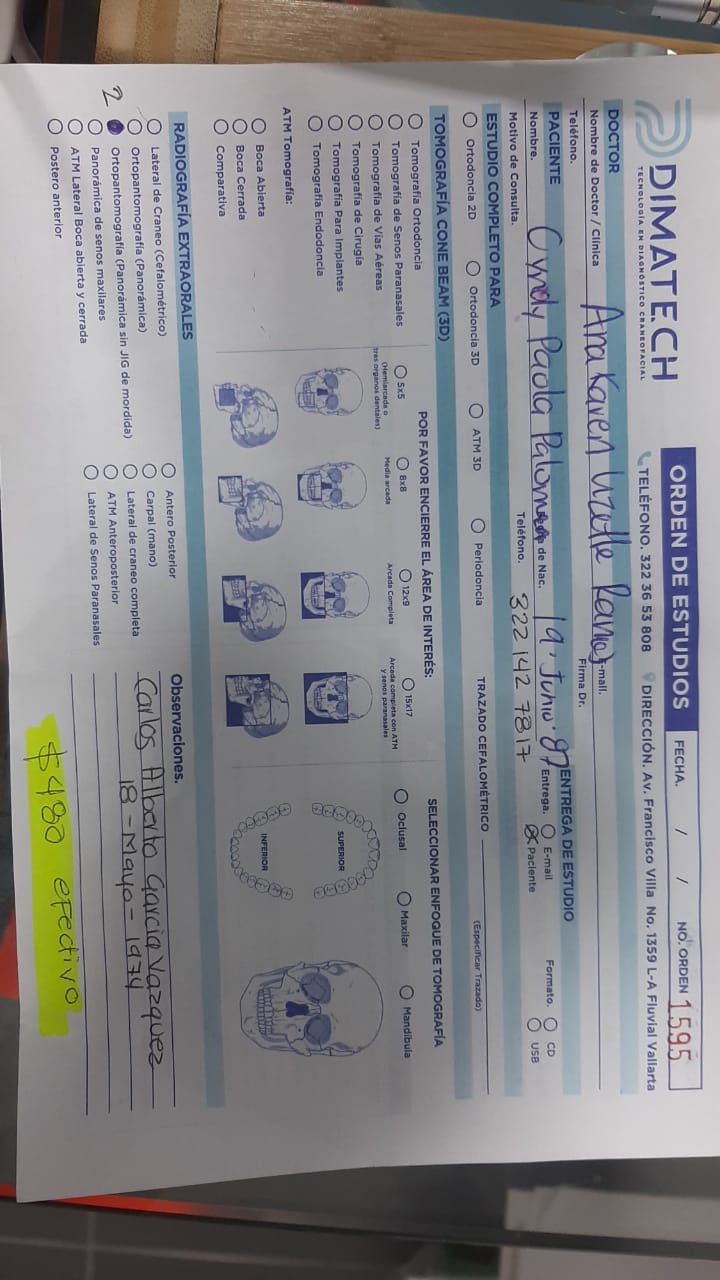 DIMATECH
TECNOLOGÍA EN DIAGNÓSTICO CRANEOFACIAL
ORDEN DE ESTUDIOS FECHA. / / NO. ORDEN 1595
TELÉFONO. 322 36 53 808 DIRECCIÓN. Av. Francisco Villa No. 1359 L-A Fluvial Vallarta
DOCTOR
Nombre de Doctor / Clínica Ana Karen Lizette Ramos E-mail.
Teléfono. Firma Dr.
PACIENTE
Nombre. Cyndy Paola Fecha de Nac. 19. Junio. 87
Motivo de Consulta. Teléfono. 322 142 7817
ENTREGA DE ESTUDIO
Entrega. E-mail
Paciente
Formato. CD
USB
ESTUDIO COMPLETO PARA
Ortodoncia 2D Ortodoncia 3D ATM 3D Periodoncia TRAZADO CEFALOMÉTRICO
(Especificar Trazado)
TOMOGRAFÍA CONE BEAM (3D)
Tomografía Ortodoncia
Tomografía de Senos Paranasales
Tomografía de Vías Aéreas
Tomografía de Cirugía
Tomografía Para Implantes
Tomografía Endodoncia
ATM Tomografía:
Boca Abierta
Boca Cerrada
Comparativa
POR FAVOR ENCIERRE EL ÁREA DE INTERÉS:
5x5
(Hemiarcada o
tres organos dentales)
8x8
Media arcada
12x9
Arcada Completa
15x17
Arcada completa con ATM
y senos paranasales
SELECCIONAR ENFOQUE DE TOMOGRAFÍA
Oclusal Maxilar Mandíbula
SUPERIOR
INFERIOR
RADIOGRAFÍA EXTRAORALES
Lateral de Craneo (Cefalométrico)
Ortopantomografía (Panorámica)
2 Ortopantomografía (Panorámica sin JIG de mordida)
Panorámica de senos maxilares
ATM Lateral Boca abierta y cerrada
Postero anterior
Antero Posterior
Carpal (mano)
Lateral de craneo completa
ATM Anteroposterior
Lateral de Senos Paranasales
Observaciones.
Carlos Alberto Garcia Vazquez
18 - Mayo - 1974
$480 efectivo